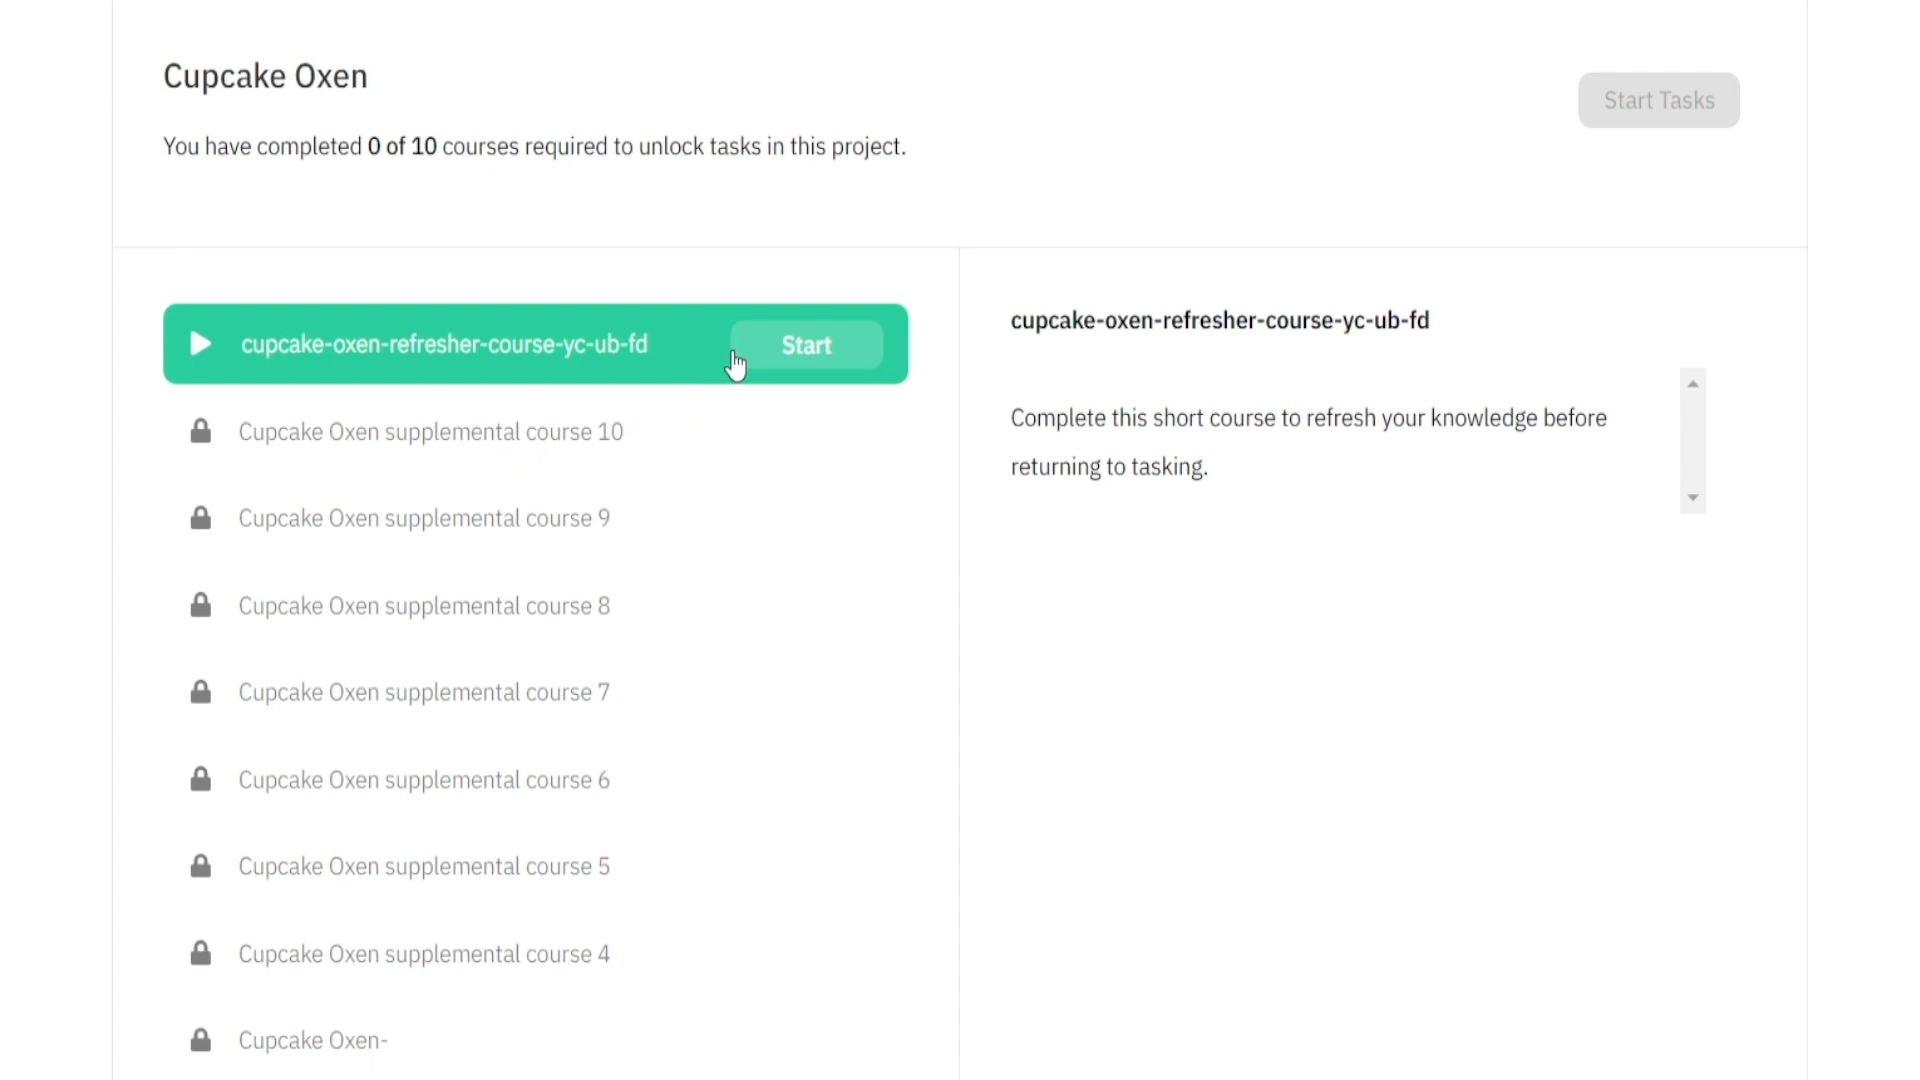 Cupcake Oxen
Start Tasks
You have completed 0 of 10 courses required to unlock tasks in this project.
cupcake-oxen-refresher-course-yc-ub-fd
Start
Cupcake Oxen supplemental course 10
Cupcake Oxen supplemental course 9
Cupcake Oxen supplemental course 8
Cupcake Oxen supplemental course 7
Cupcake Oxen supplemental course 6
Cupcake Oxen supplemental course 5
Cupcake Oxen supplemental course 4
Cupcake Oxen-
cupcake-oxen-refresher-course-yc-ub-fd
Complete this short course to refresh your knowledge before
returning to tasking.